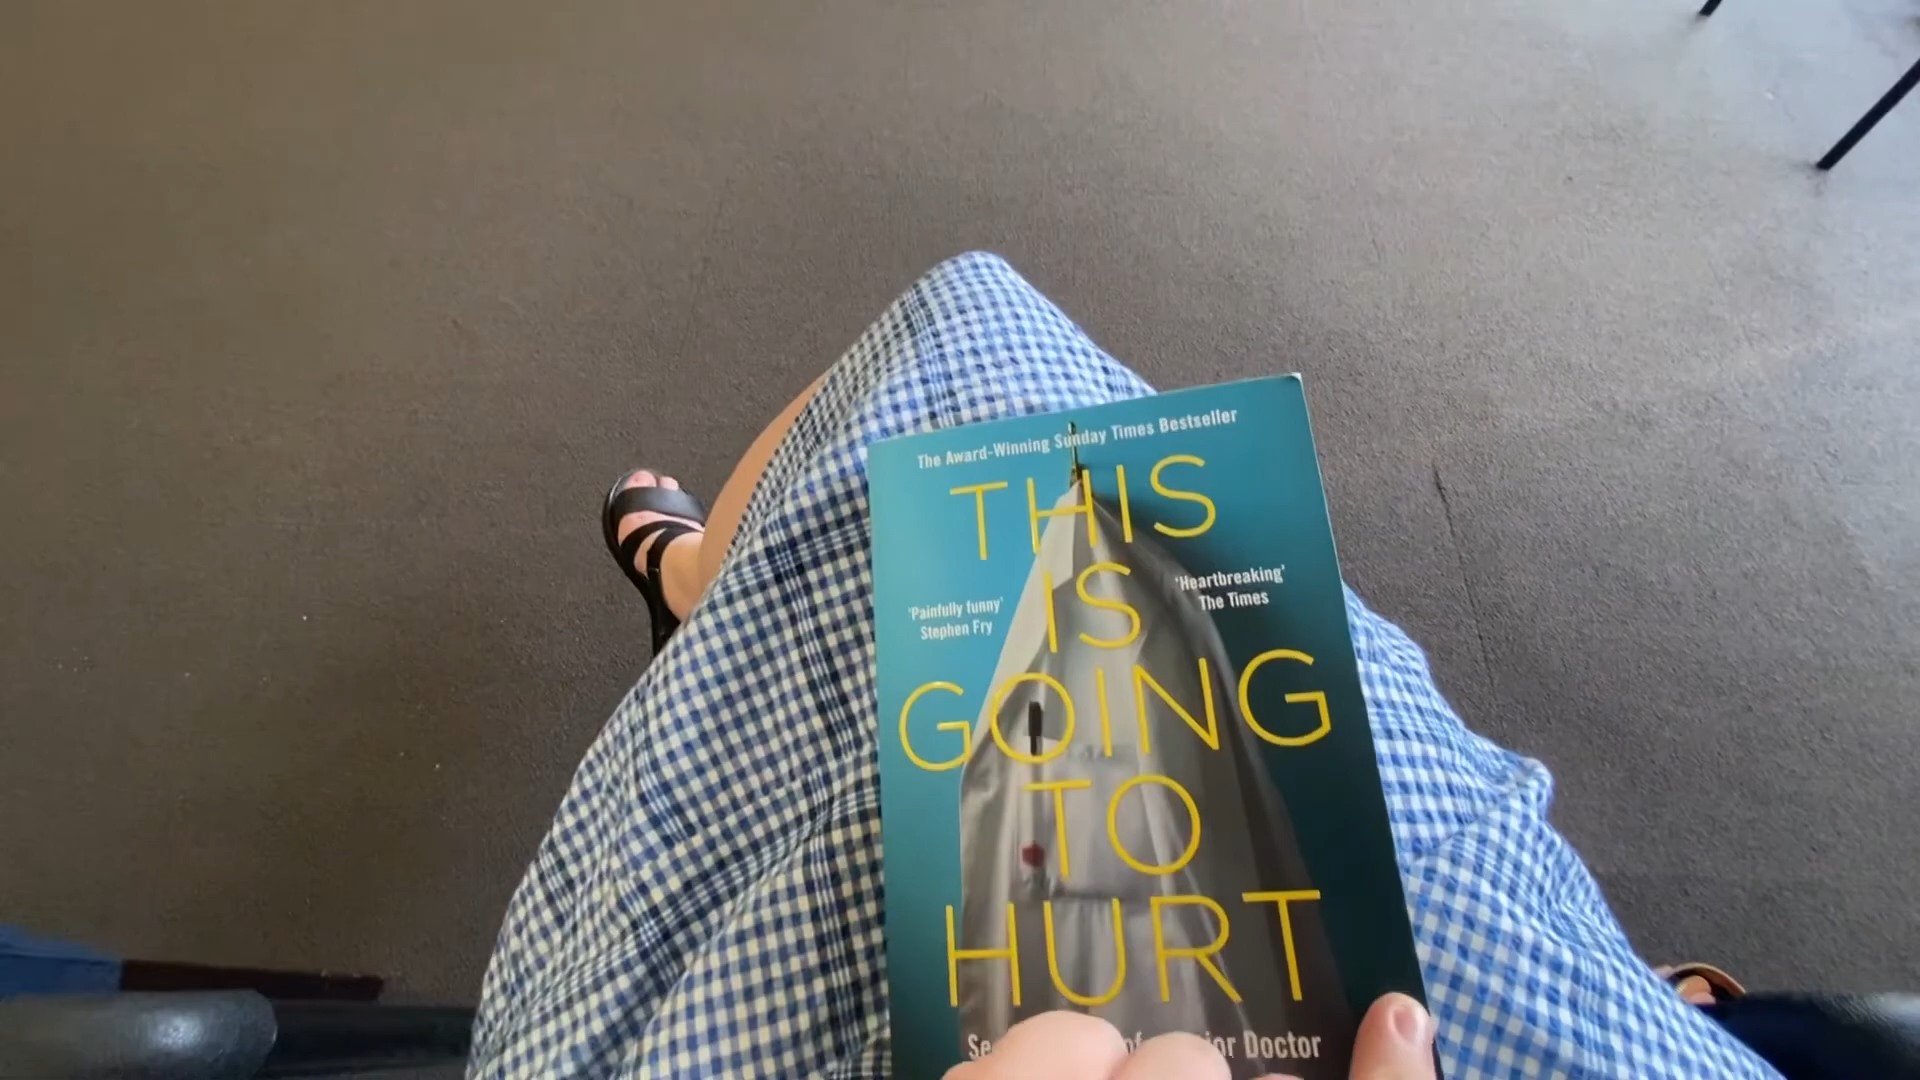 The Award-Winning Sunday Times Bestseller
THIS
IS
'Painfully funny'
Stephen Fry
'Heartbreaking'
The Times
GOING
TO
HURT
of Doctor